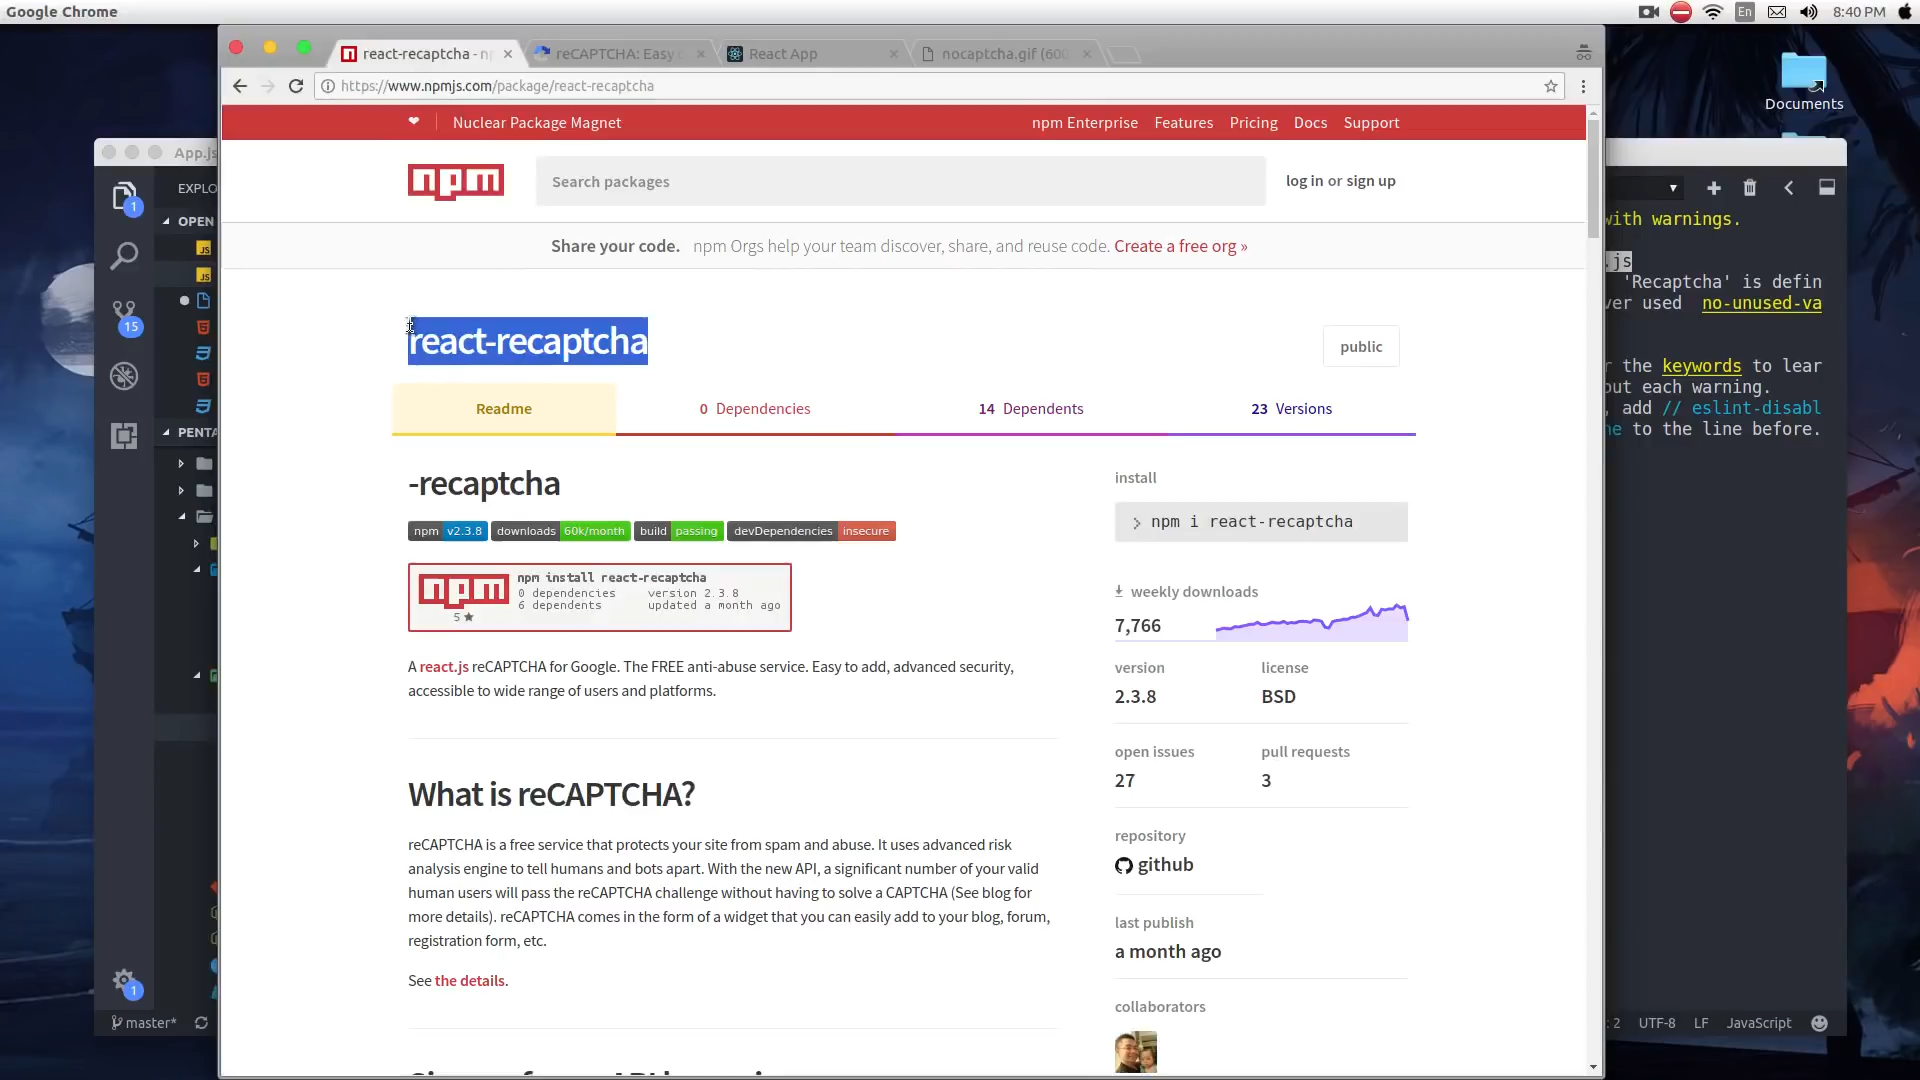 Google Chrome
En
8:40 PM
react-recaptcha - n
reCAPTCHA: Easy
React App
nocaptcha.gif (600
https://www.npmjs.com/package/react-recaptcha
Documents
❤ Nuclear Package Magnet
npm Enterprise Features Pricing Docs Support
App.js
npm
Search packages
log in or sign up
EXPLO
OPEN
PENTA
1
15
1
JS
JS
master*
Share your code. npm Orgs help your team discover, share, and reuse code. Create a free org »
react-recaptcha
public
Readme
0 Dependencies
14 Dependents
23 Versions
-recaptcha
npm v2.3.8 downloads 60k/month build passing devDependencies insecure
npm
npm install react-recaptcha
0 dependencies version 2.3.8
6 dependents updated a month ago
5 ★
A react.js reCAPTCHA for Google. The FREE anti-abuse service. Easy to add, advanced security,
accessible to wide range of users and platforms.
What is reCAPTCHA?
reCAPTCHA is a free service that protects your site from spam and abuse. It uses advanced risk
analysis engine to tell humans and bots apart. With the new API, a significant number of your valid
human users will pass the reCAPTCHA challenge without having to solve a CAPTCHA (See blog for
more details). reCAPTCHA comes in the form of a widget that you can easily add to your blog, forum,
registration form, etc.
See the details.
install
> npm i react-recaptcha
weekly downloads
7,766
version license
2.3.8 BSD
open issues pull requests
27 3
repository
github
last publish
a month ago
collaborators
with warnings.
.js
'Recaptcha' is defin
ver used no-unused-va
r the keywords to lear
out each warning.
, add // eslint-disabl
ne to the line before.
: 2 UTF-8 LF JavaScript